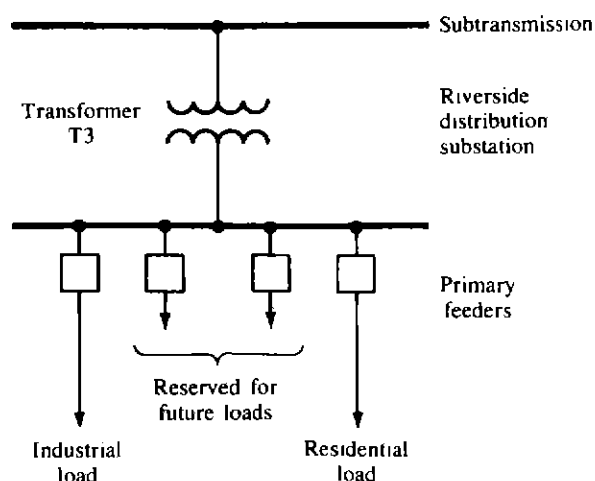 Subtransmission
Transformer
T3
Riverside
distribution
substation
Primary
feeders
Reserved for
future loads
Industrial
load
Residential
load